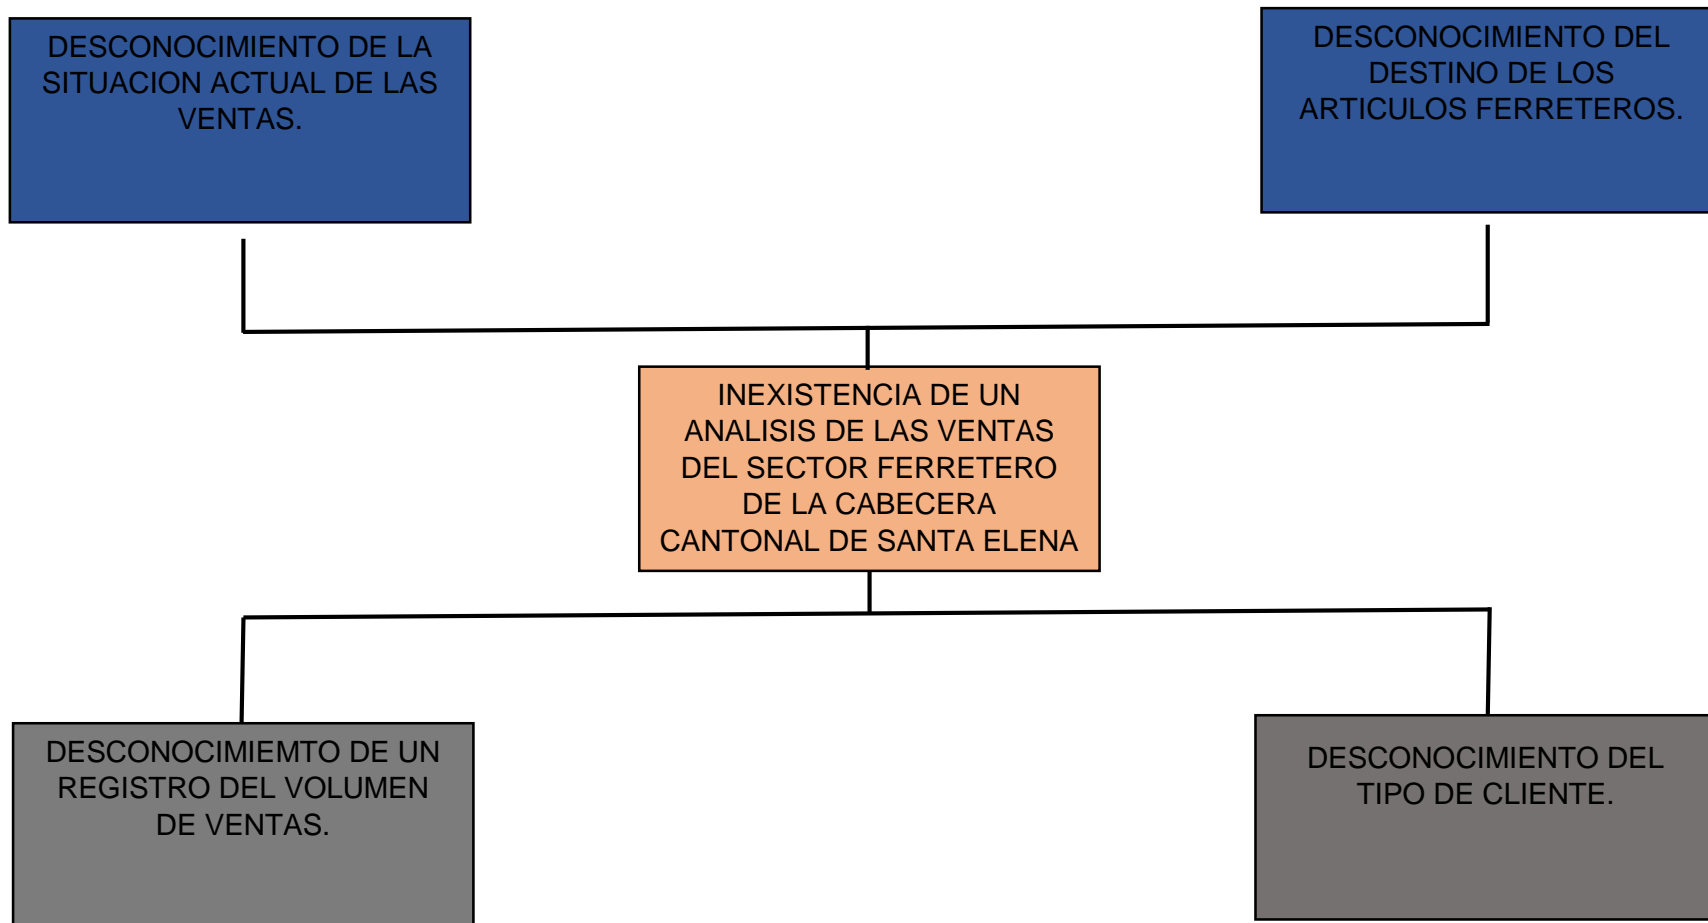 DESCONOCIMIENTO DE LA
SITUACION ACTUAL DE LAS
VENTAS.
DESCONOCIMIENTO DEL
DESTINO DE LOS
ARTICULOS FERRETEROS.
INEXISTENCIA DE UN
ANALISIS DE LAS VENTAS
DEL SECTOR FERRETERO
DE LA CABECERA
CANTONAL DE SANTA ELENA
DESCONOCIMIEMTO DE UN
REGISTRO DEL VOLUMEN
DE VENTAS.
DESCONOCIMIENTO DEL
TIPO DE CLIENTE.